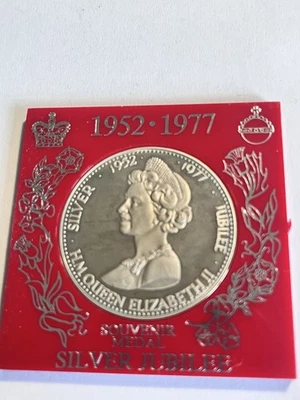 1952 · 1977
SILVER · 1952 · 1977 · JUBILEE
H.M. QUEEN ELIZABETH II
SOUVENIR
MEDAL
SILVER JUBILEE